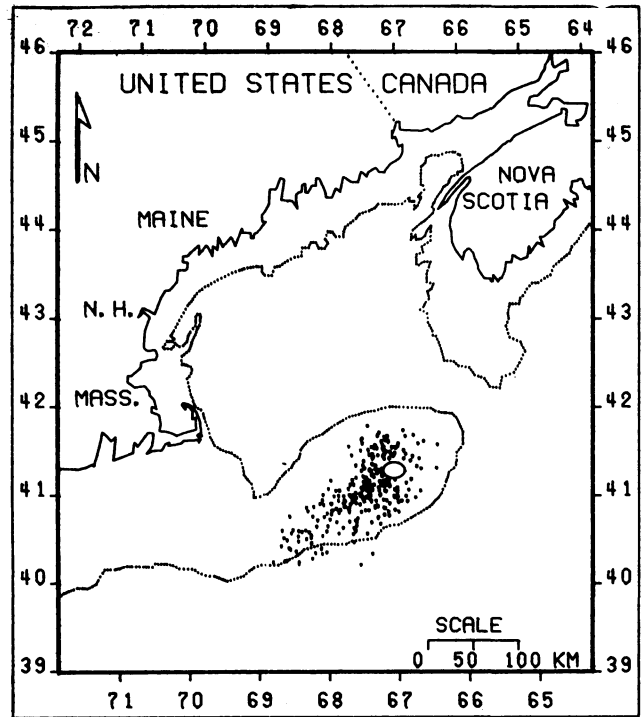 72 71 70 69 68 67 66 65 64
46 46
UNITED STATES CANADA
45 45
N
NOVA
SCOTIA
44 44
MAINE
43 43
N. H.
42 42
MASS.
41 41
40 40
SCALE
0 50 100 KM
39 39
71 70 69 68 67 66 65